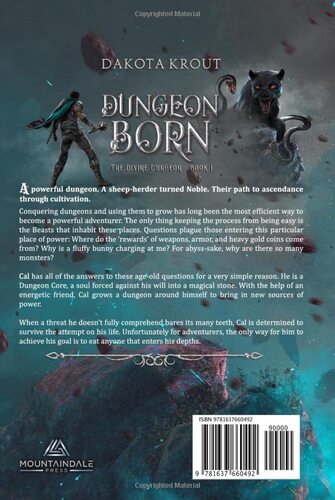 Copyrighted Material
DAKOTA KROUT
DUNGEON
BORN
THE DIVINE DUNGEON - BOOK 1
A powerful dungeon. A sheep-herder turned Noble. Their path to ascendance
through cultivation.
Conquering dungeons and using them to grow has long been the most efficient way to
become a powerful adventurer. The only thing keeping the process from being easy is
the Beasts that inhabit these places. Questions plague those entering this particular
place of power: Where do the 'rewards' of weapons, armor, and heavy gold coins come
from? Why is a fluffy bunny charging at me? For abyss-sake, why are there so many
monsters?
Cal has all of the answers to these age-old questions for a very simple reason. He is a
Dungeon Core, a soul forced against his will into a magical stone. With the help of an
energetic friend, Cal grows a dungeon around himself to bring in new sources of
power.
When a threat he doesn't fully comprehend bares its many teeth, Cal is determined to
survive the attempt on his life. Unfortunately for adventurers, the only way for him to
achieve his goal is to eat anyone that enters his depths.
MOUNTAINDALE
PRESS
ISBN 9781637660492
90000
9 781637 660492
Copyrighted Material